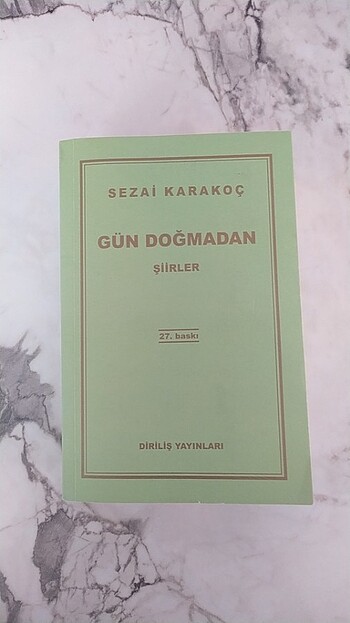 SEZAİ KARAKOÇ
GÜN DOĞMADAN
ŞİİRLER
27. baskı
DİRİLİŞ YAYINLARI